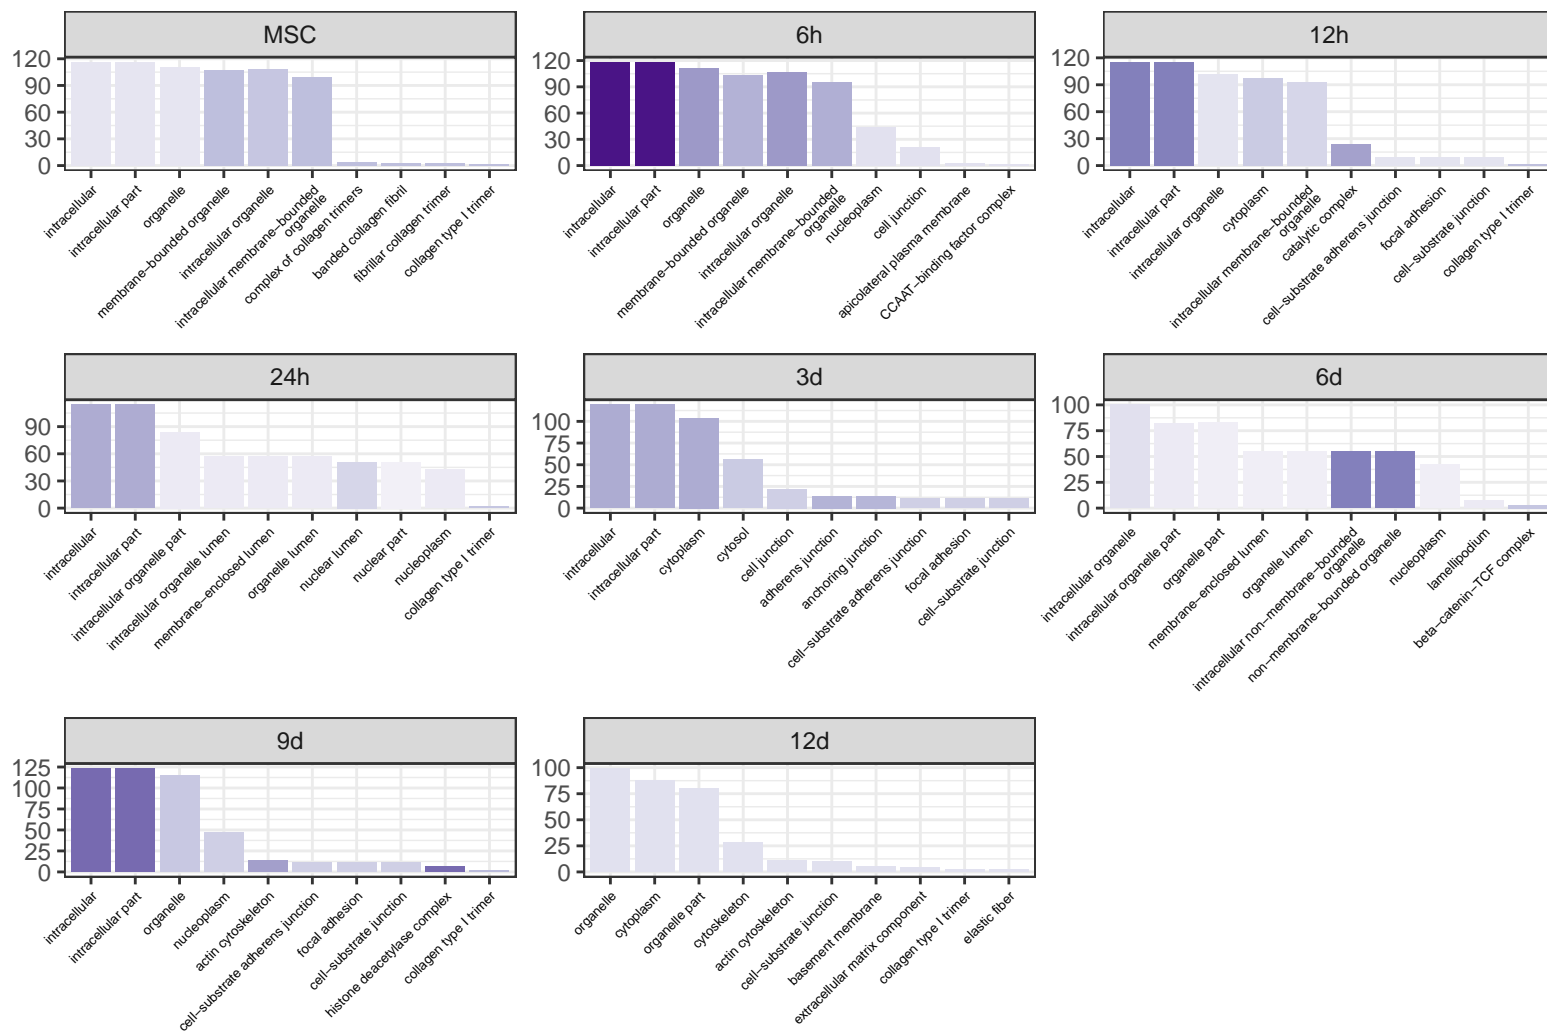 MSC
120
90
60
30
0
intracellular
intracellular part
organelle
membrane−bounded organelle
intracellular organelle
intracellular membrane−bounded
organelle
complex of collagen trimers
banded collagen fibril
fibrillar collagen trimer
collagen type I trimer
6h
120
90
60
30
0
intracellular
intracellular part
organelle
membrane−bounded organelle
intracellular organelle
intracellular membrane−bounded
organelle
nucleoplasm
cell junction
apicolateral plasma membrane
CCAAT−binding factor complex
12h
120
90
60
30
0
intracellular
intracellular part
intracellular organelle
cytoplasm
intracellular membrane−bounded
organelle
catalytic complex
cell−substrate adherens junction
focal adhesion
cell−substrate junction
collagen type I trimer
24h
90
60
30
0
intracellular
intracellular part
intracellular organelle part
intracellular organelle lumen
membrane−enclosed lumen
organelle lumen
nuclear lumen
nuclear part
nucleoplasm
collagen type I trimer
3d
100
75
50
25
0
intracellular
intracellular part
cytoplasm
cytosol
cell junction
adherens junction
anchoring junction
cell−substrate adherens junction
focal adhesion
cell−substrate junction
6d
100
75
50
25
0
intracellular organelle
intracellular organelle part
organelle part
membrane−enclosed lumen
organelle lumen
intracellular non−membrane−bounded
organelle
non−membrane−bounded organelle
nucleoplasm
lamellipodium
beta−catenin−TCF complex
9d
125
100
75
50
25
0
intracellular
intracellular part
organelle
nucleoplasm
actin cytoskeleton
cell−substrate adherens junction
focal adhesion
cell−substrate junction
histone deacetylase complex
collagen type I trimer
12d
100
75
50
25
0
organelle
cytoplasm
organelle part
cytoskeleton
actin cytoskeleton
cell−substrate junction
basement membrane
extracellular matrix component
collagen type I trimer
elastic fiber